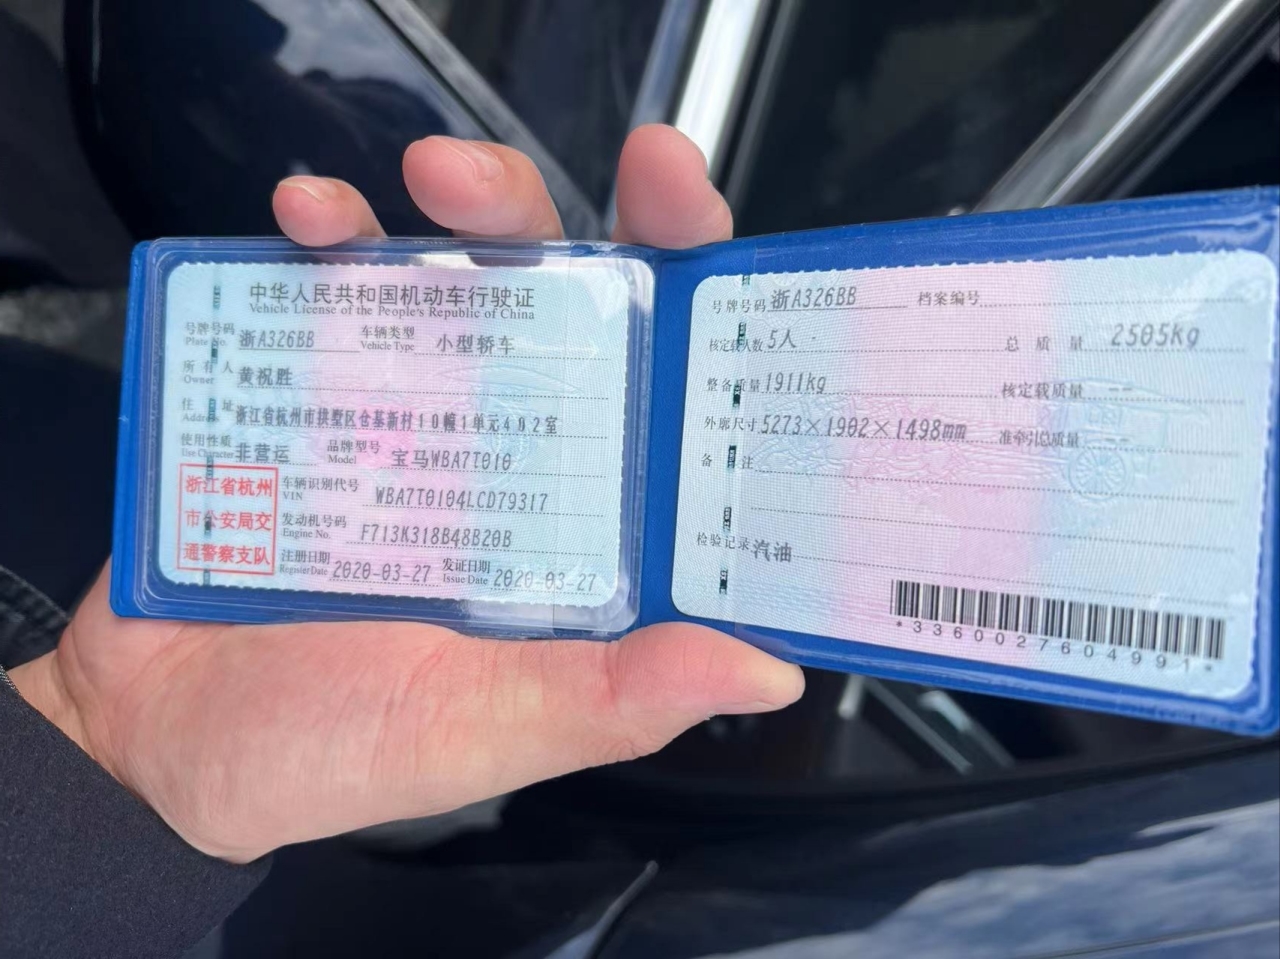 中华人民共和国机动车行驶证
Vehicle License of the People's Republic of China
号牌号码 Plate No. 浙A326BB 车辆类型 Vehicle Type 小型轿车
所有人 Owner 黄祝胜
住址 Address 浙江省杭州市拱墅区仓基新村10幢1单元402室
使用性质 Use Character 非营运 品牌型号 Model 宝马WBA7T010
浙江省杭州市公安局交通警察支队
车辆识别代号 VIN WBA7T0104LCD79317
发动机号码 Engine No. F713K318B48B20B
注册日期 Register Date 2020-03-27 发证日期 Issue Date 2020-03-27
号牌号码 浙A326BB 档案编号
核定载人数 5人 总质量 2505kg
整备质量 1911kg 核定载质量 --
外廓尺寸 5273×1902×1498mm 准牵引总质量 --
备注
检验记录 汽油
*3360027604991*